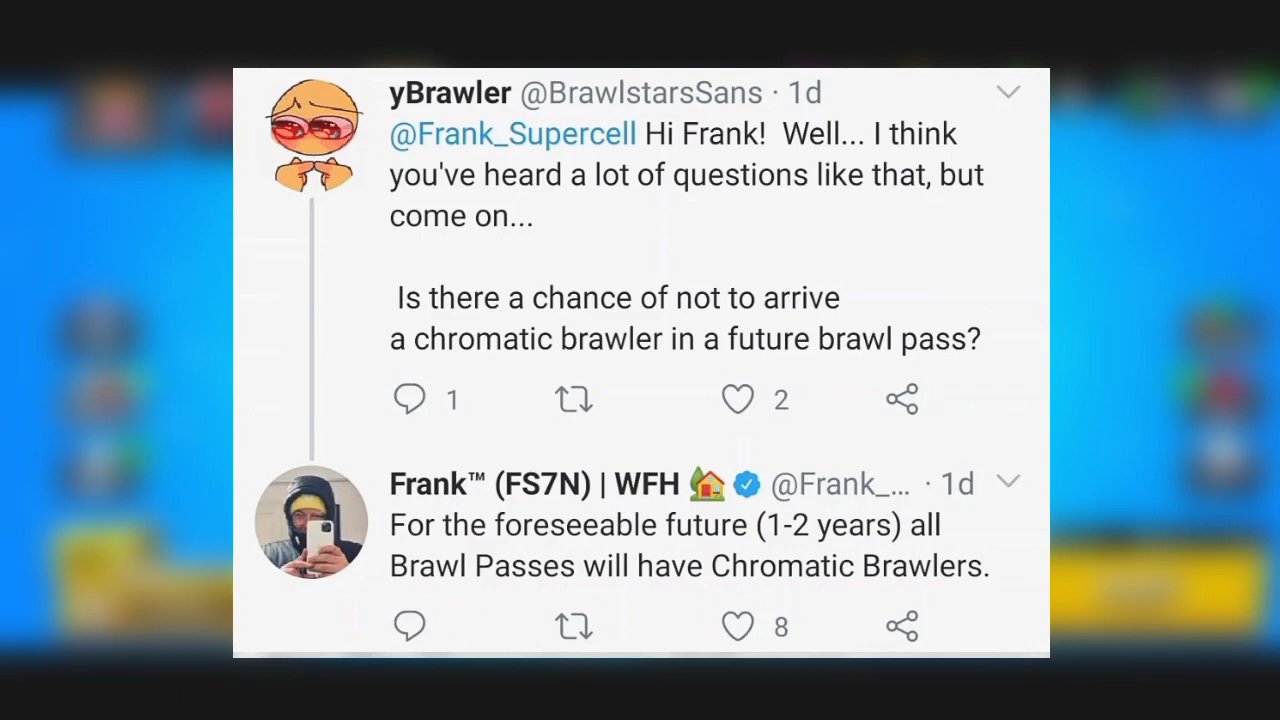 yBrawler @BrawlstarsSans · 1d
@Frank_Supercell Hi Frank!  Well... I think
you've heard a lot of questions like that, but
come on...
Is there a chance of not to arrive
a chromatic brawler in a future brawl pass?
1 2
Frank™ (FS7N) | WFH 🏡 @Frank_... · 1d
For the foreseeable future (1-2 years) all
Brawl Passes will have Chromatic Brawlers.
8